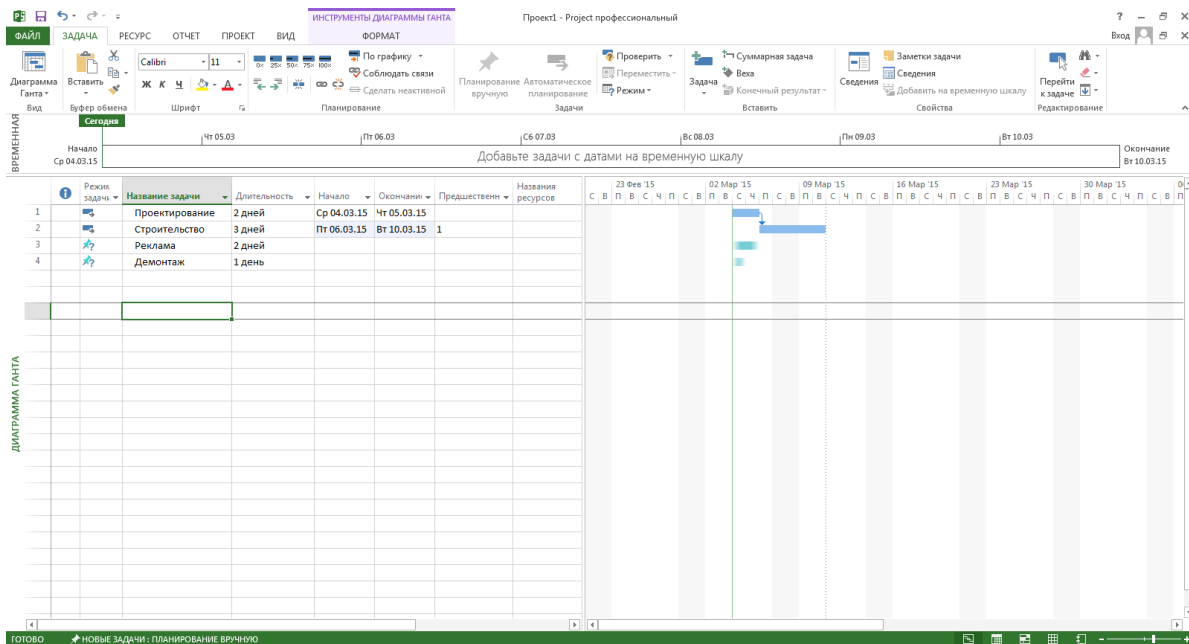 ИНСТРУМЕНТЫ ДИАГРАММЫ ГАНТА
Проект1 - Project профессиональный
ФАЙЛ ЗАДАЧА РЕСУРС ОТЧЕТ ПРОЕКТ ВИД ФОРМАТ Вход
Диаграмма Ганта
Вид
Вставить
Буфер обмена
Calibri 11
Ж К Ч
Шрифт
0× 25× 50× 75× 100×
По графику
Соблюдать связи
Сделать неактивной
Планирование
Планирование вручную
Автоматическое планирование
Проверить
Переместить
Режим
Задачи
Задача
Суммарная задача
Веха
Конечный результат
Вставить
Сведения
Заметки задачи
Сведения
Добавить на временную шкалу
Свойства
Перейти к задаче
Редактирование
ВРЕМЕННАЯ
Сегодня
Чт 05.03 Пт 06.03 Сб 07.03 Вс 08.03 Пн 09.03 Вт 10.03
Начало
Ср 04.03.15
Добавьте задачи с датами на временную шкалу
Окончание
Вт 10.03.15
Режим задачи Название задачи Длительность Начало Окончани Предшественн Названия ресурсов
23 Фев '15 02 Мар '15 09 Мар '15 16 Мар '15 23 Мар '15 30 Мар '15
С В П В С Ч П С В П В С Ч П С В П В С Ч П С В П В С Ч П С В П В С Ч П С В П В С Ч П С В П
1 Проектирование 2 дней Ср 04.03.15 Чт 05.03.15
2 Строительство 3 дней Пт 06.03.15 Вт 10.03.15 1
3 Реклама 2 дней
4 Демонтаж 1 день
ДИАГРАММА ГАНТА
ГОТОВО НОВЫЕ ЗАДАЧИ : ПЛАНИРОВАНИЕ ВРУЧНУЮ